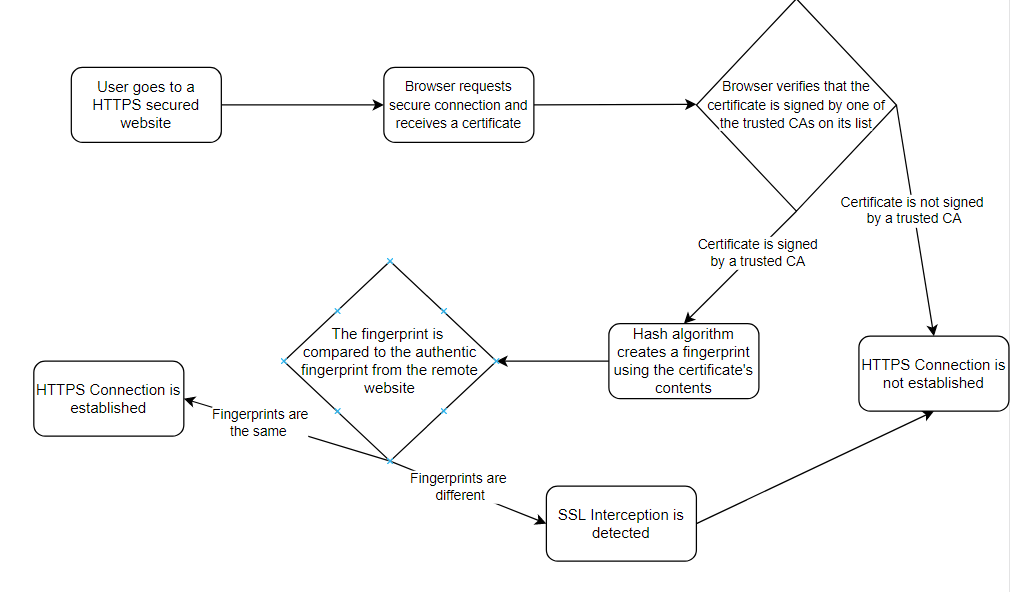 User goes to a
HTTPS secured
website
Browser requests
secure connection and
receives a certificate
Browser verifies that the
certificate is signed by one of
the trusted CAs on its list
Certificate is not signed
by a trusted CA
Certificate is signed
by a trusted CA
Hash algorithm
creates a fingerprint
using the certificate's
contents
HTTPS Connection is
not established
The fingerprint is
compared to the authentic
fingerprint from the remote
website
HTTPS Connection is
established
Fingerprints are
the same
Fingerprints are
different
SSL Interception is
detected